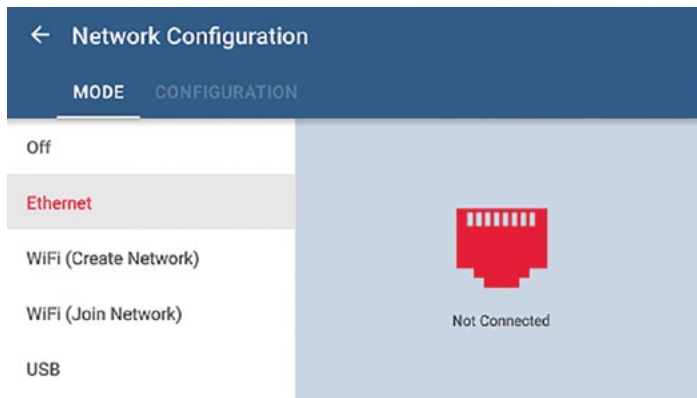 Network Configuration
MODE CONFIGURATION
Off
Ethernet
WiFi (Create Network)
WiFi (Join Network)
USB
Not Connected